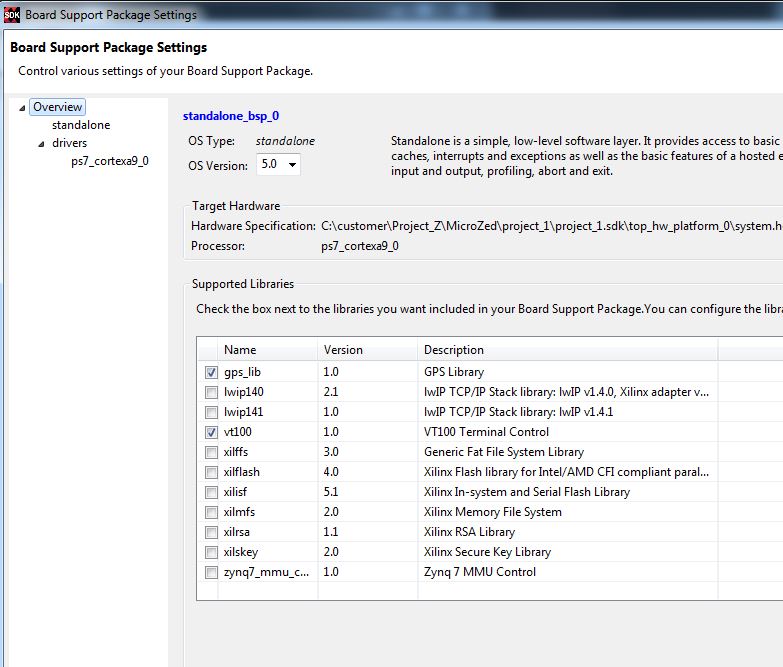 SDK Board Support Package Settings
Board Support Package Settings
Control various settings of your Board Support Package.
Overview
standalone
drivers
ps7_cortexa9_0
standalone_bsp_0
OS Type: standalone
OS Version: 5.0
Standalone is a simple, low-level software layer. It provides access to basic
caches, interrupts and exceptions as well as the basic features of a hosted e
input and output, profiling, abort and exit.
Target Hardware
Hardware Specification: C:\customer\Project_Z\MicroZed\project_1\project_1.sdk\top_hw_platform_0\system.h
Processor: ps7_cortexa9_0
Supported Libraries
Check the box next to the libraries you want included in your Board Support Package.You can configure the libra
Name Version Description
gps_lib 1.0 GPS Library
lwip140 2.1 lwIP TCP/IP Stack library: lwIP v1.4.0, Xilinx adapter v...
lwip141 1.0 lwIP TCP/IP Stack library: lwIP v1.4.1
vt100 1.0 VT100 Terminal Control
xilffs 3.0 Generic Fat File System Library
xilflash 4.0 Xilinx Flash library for Intel/AMD CFI compliant paral...
xilisf 5.1 Xilinx In-system and Serial Flash Library
xilmfs 2.0 Xilinx Memory File System
xilrsa 1.1 Xilinx RSA Library
xilskey 2.0 Xilinx Secure Key Library
zynq7_mmu_c... 1.0 Zynq 7 MMU Control